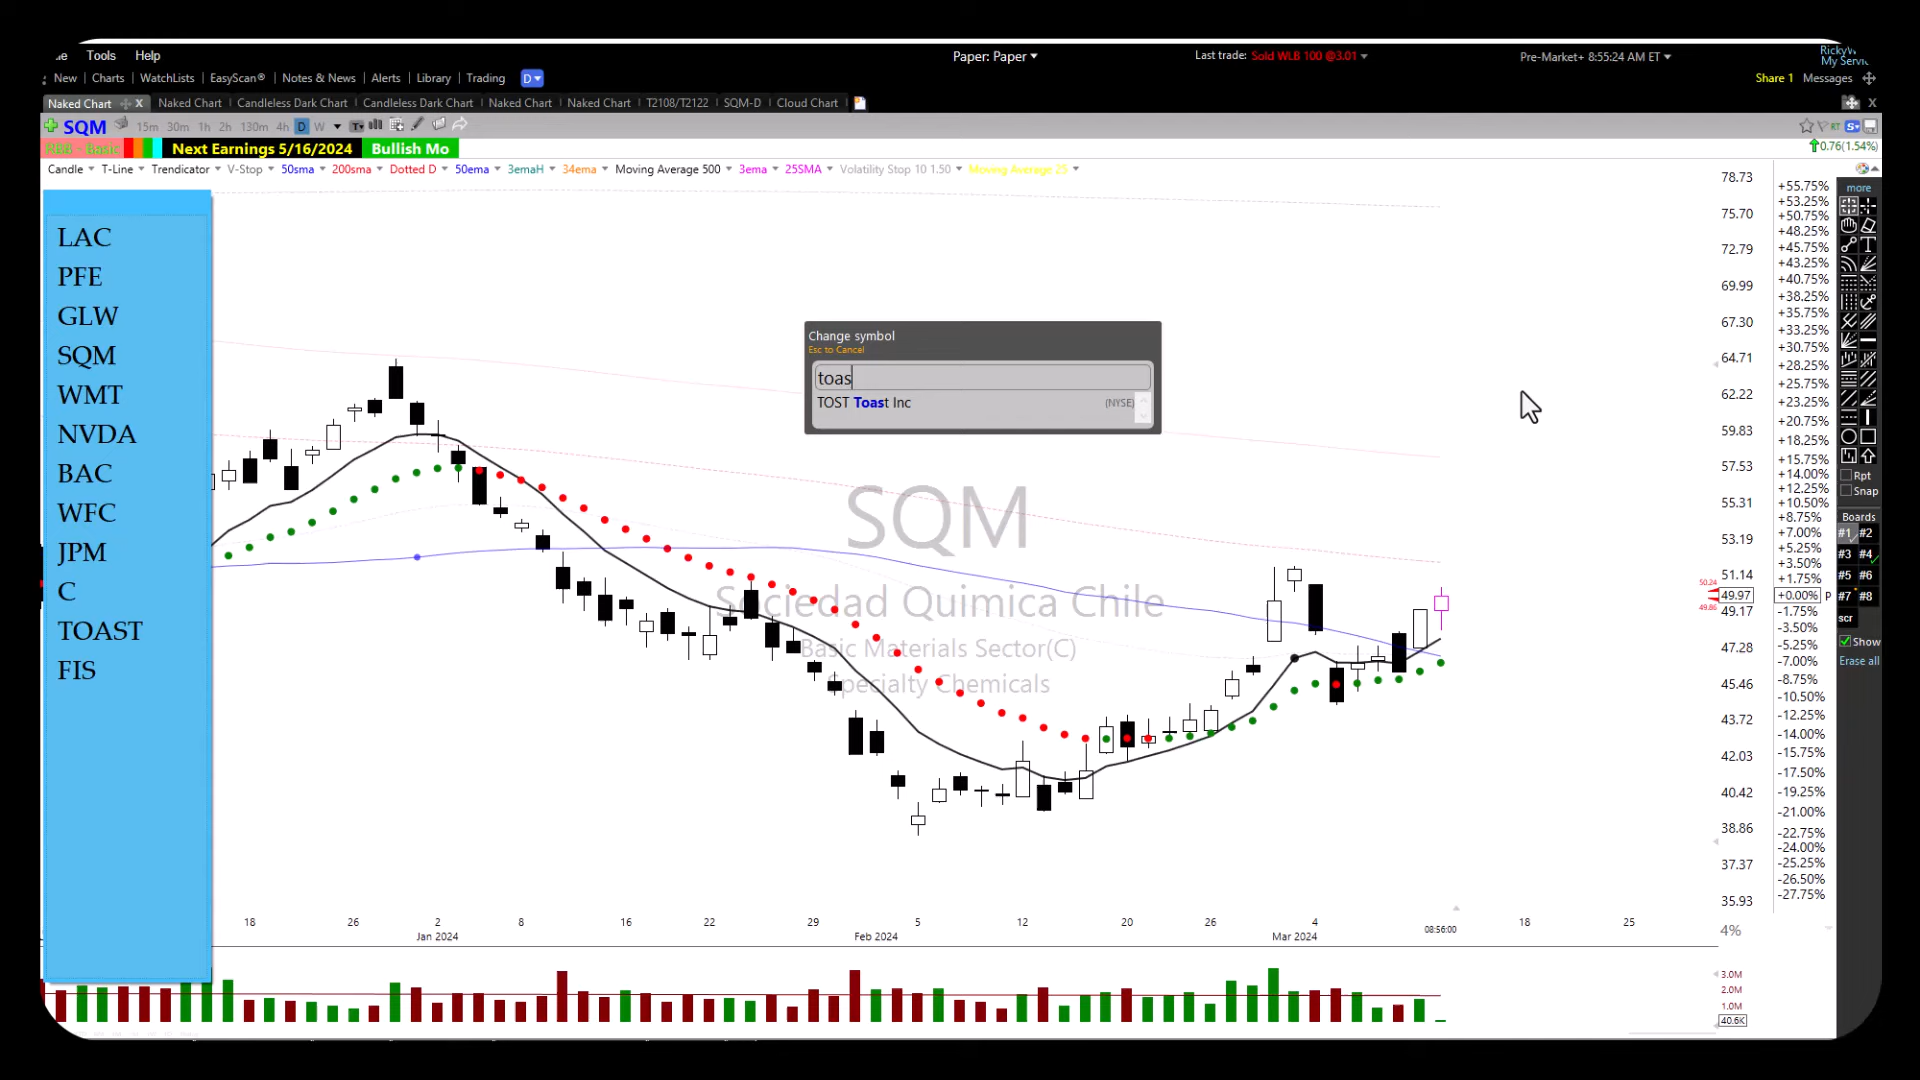 Tools Help
Paper: Paper
Last trade: Sold WLB 100 @3.01
Pre-Market+ 8:55:24 AM ET
New Charts WatchLists EasyScan® Notes & News Alerts Library Trading D
Share 1 Messages
Naked Chart X Naked Chart Candleless Dark Chart Candleless Dark Chart Naked Chart Naked Chart T2108/T2122 SQM-D Cloud Chart
SQM 15m 30m 1h 2h 130m 4h D W
RBB - Basic Next Earnings 5/16/2024 Bullish Mo
0.76(1.54%)
Candle T-Line Trendicator V-Stop 50sma 200sma Dotted D 50ema 3emaH 34ema Moving Average 500 3ema 25SMA Volatility Stop 10 1.50 Moving Average 25
LAC
PFE
GLW
SQM
WMT
NVDA
BAC
WFC
JPM
C
TOAST
FIS
Change symbol
Esc to Cancel
toas
TOST Toast Inc (NYSE)
SQM
Sociedad Quimica Chile
Basic Materials Sector(C)
Specialty Chemicals
78.73
75.70
72.79
69.99
67.30
64.71
62.22
59.83
57.53
55.31
53.19
51.14
50.24
49.97
49.86
49.17
47.28
45.46
43.72
42.03
40.42
38.86
37.37
35.93
4%
+55.75%
+53.25%
+50.75%
+48.25%
+45.75%
+43.25%
+40.75%
+38.25%
+35.75%
+33.25%
+30.75%
+28.25%
+25.75%
+23.25%
+20.75%
+18.25%
+15.75%
+14.00%
+12.25%
+10.50%
+8.75%
+7.00%
+5.25%
+3.50%
+1.75%
+0.00% P
-1.75%
-3.50%
-5.25%
-7.00%
-8.75%
-10.50%
-12.25%
-14.00%
-15.75%
-17.50%
-19.25%
-21.00%
-22.75%
-24.00%
-25.25%
-26.50%
-27.75%
more
Rpt
Snap
Boards
#1 #2
#3 #4
#5 #6
#7 #8
scr
Show
Erase all
18 26 2 8 16 22 29 5 12 20 26 4 08:56:00 18 25
Jan 2024 Feb 2024 Mar 2024
3.0M
2.0M
1.0M
40.6K